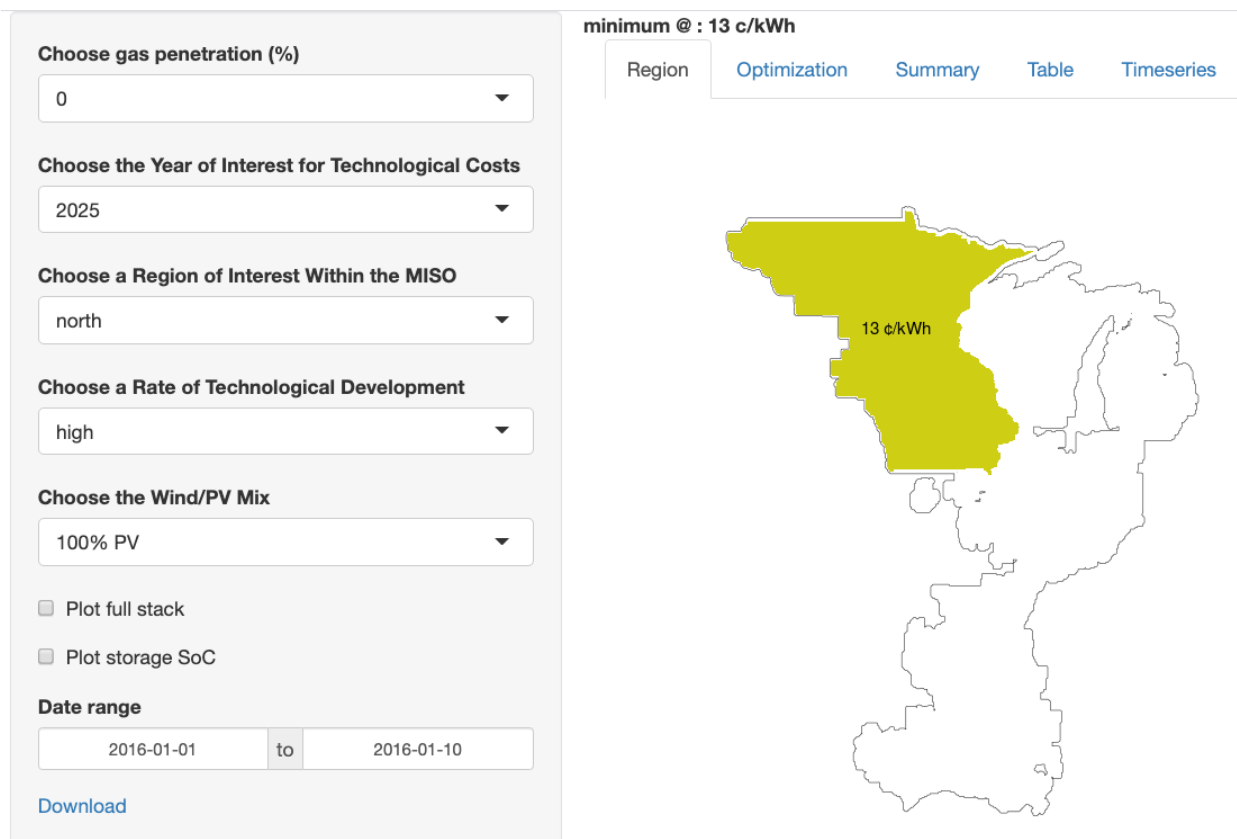 Choose gas penetration (%)
0
Choose the Year of Interest for Technological Costs
2025
Choose a Region of Interest Within the MISO
north
Choose a Rate of Technological Development
high
Choose the Wind/PV Mix
100% PV
Plot full stack
Plot storage SoC
Date range
2016-01-01 to 2016-01-10
Download
minimum @ : 13 c/kWh
Region Optimization Summary Table Timeseries
13 ¢/kWh